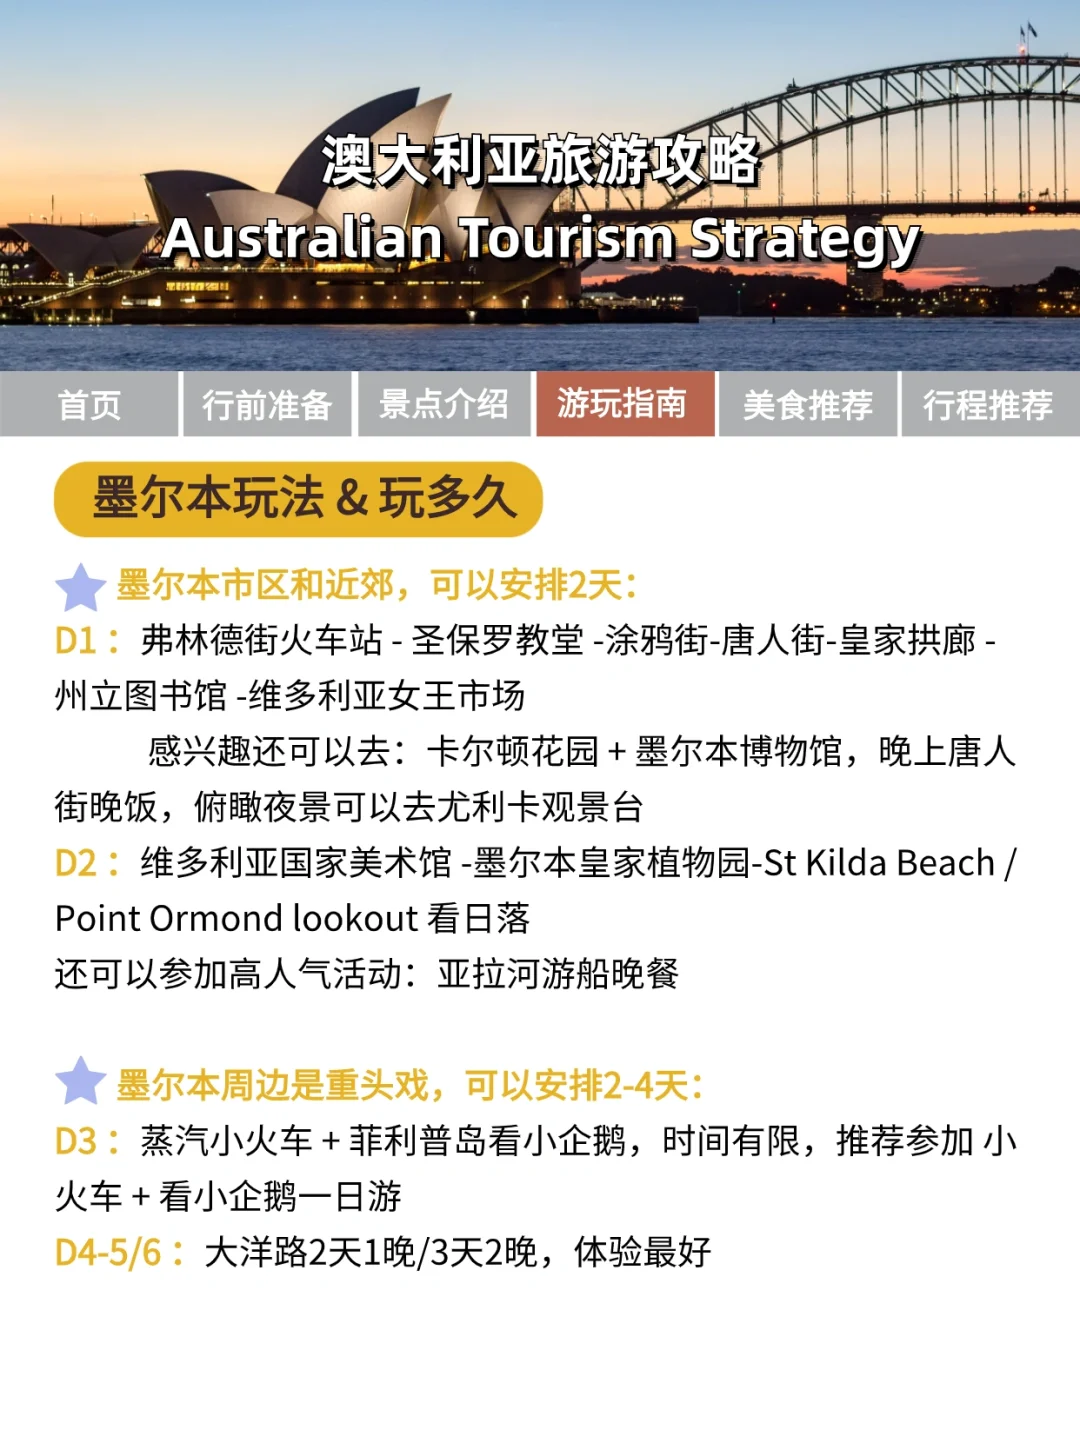 澳大利亚旅游攻略
Australian Tourism Strategy
首页 行前准备 景点介绍 游玩指南 美食推荐 行程推荐
墨尔本玩法 & 玩多久
墨尔本市区和近郊，可以安排2天：
D1： 弗林德街火车站 - 圣保罗教堂 -涂鸦街-唐人街-皇家拱廊 -
州立图书馆 -维多利亚女王市场
感兴趣还可以去：卡尔顿花园 + 墨尔本博物馆，晚上唐人
街晚饭，俯瞰夜景可以去尤利卡观景台
D2： 维多利亚国家美术馆 -墨尔本皇家植物园-St Kilda Beach /
Point Ormond lookout 看日落
还可以参加高人气活动：亚拉河游船晚餐
墨尔本周边是重头戏，可以安排2-4天：
D3： 蒸汽小火车 + 菲利普岛看小企鹅，时间有限，推荐参加 小
火车 + 看小企鹅一日游
D4-5/6： 大洋路2天1晚/3天2晚，体验最好